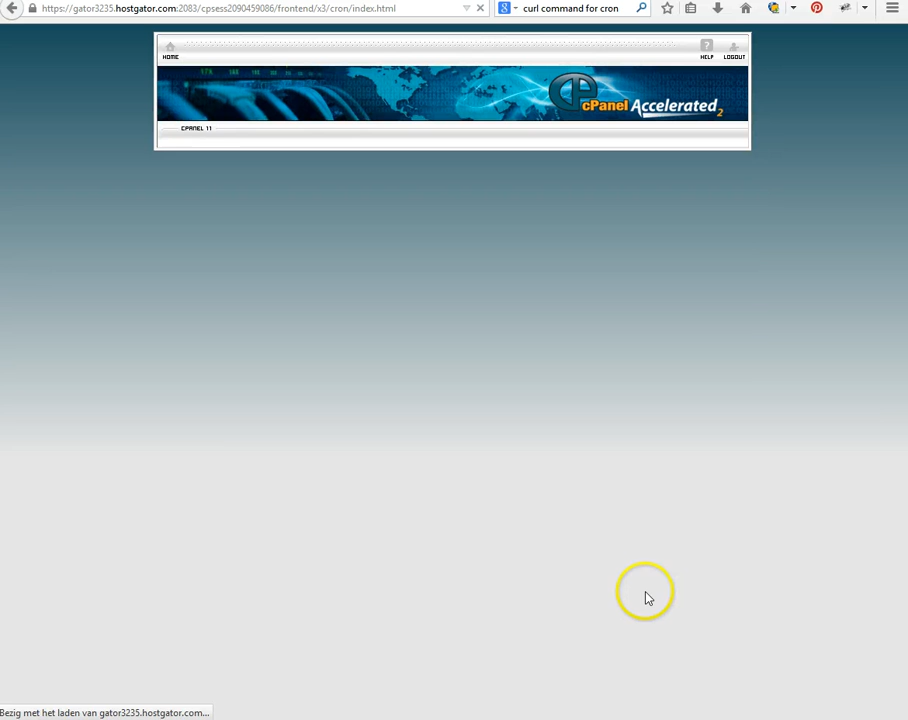 https://gator3235.hostgator.com:2083/cpsess2090459086/frontend/x3/cron/index.html
curl command for cron
HOME
HELP
LOGOUT
cPanel Accelerated 2
CPANEL 11
Bezig met het laden van gator3235.hostgator.com...